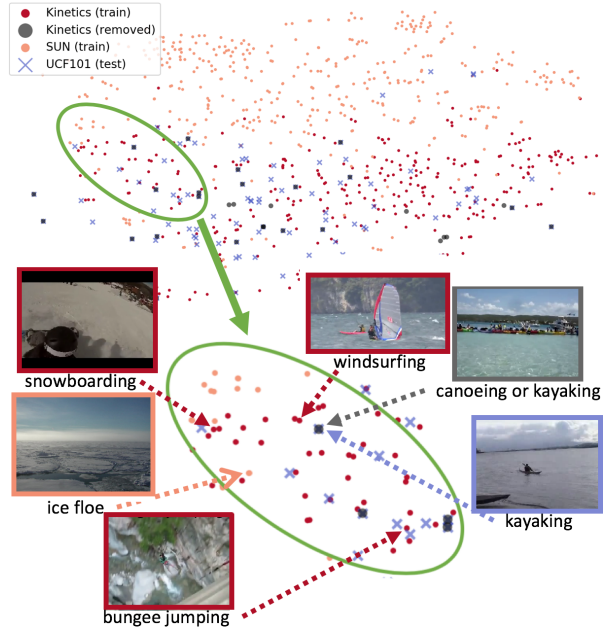 Kinetics (train)
Kinetics (removed)
SUN (train)
UCF101 (test)
windsurfing
snowboarding
canoeing or kayaking
ice floe
kayaking
bungee jumping